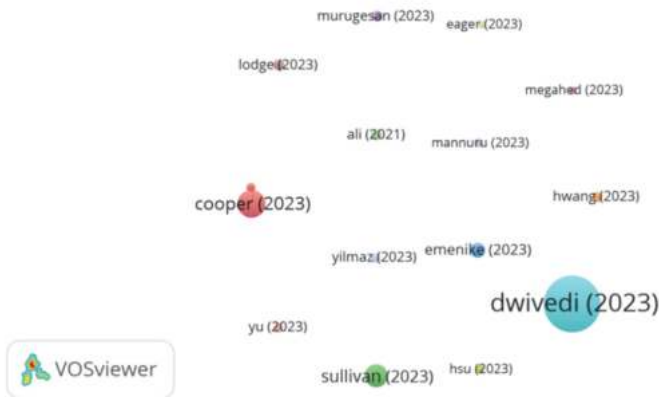 murugesan (2023)
eager (2023)
lodge (2023)
megahed (2023)
ali (2021)
mannuru (2023)
cooper (2023)
hwang (2023)
emenike (2023)
yilmaz (2023)
dwivedi (2023)
yu (2023)
VOSviewer
sullivan (2023)
hsu (2023)